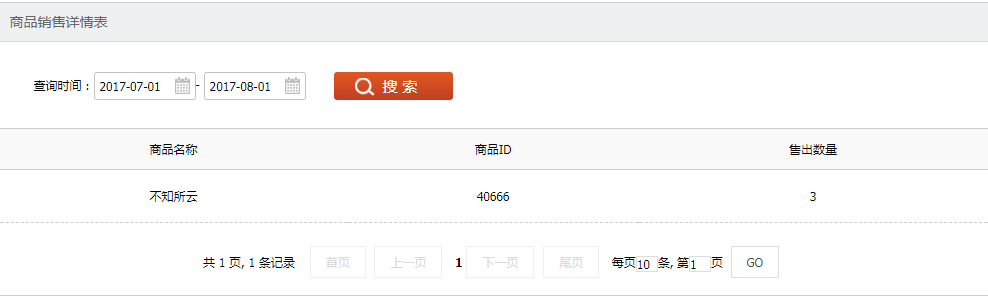 商品销售详情表
查询时间：2017-07-01 - 2017-08-01 搜 索
商品名称 商品ID 售出数量
不知所云 40666 3
共 1 页, 1 条记录 首页 上一页 1 下一页 尾页 每页10条, 第1页 GO